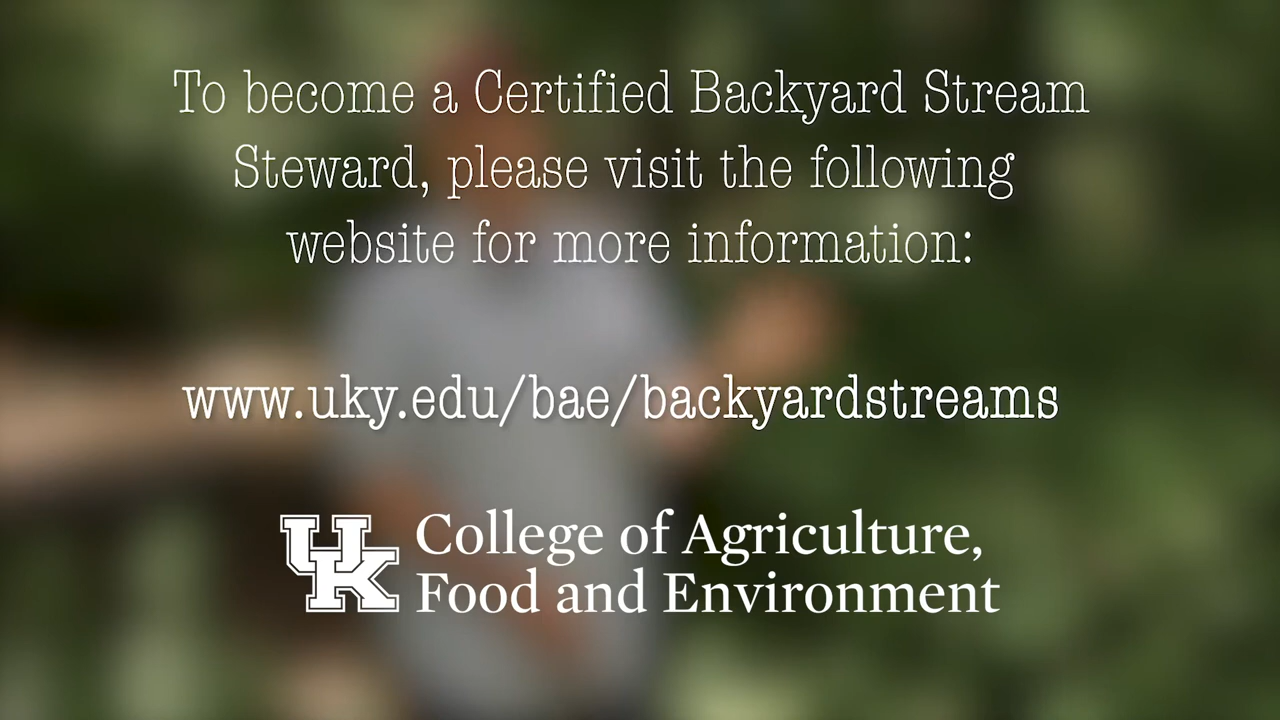 To become a Certified Backyard Stream
Steward, please visit the following
website for more information:
www.uky.edu/bae/backyardstreams
UK College of Agriculture,
Food and Environment